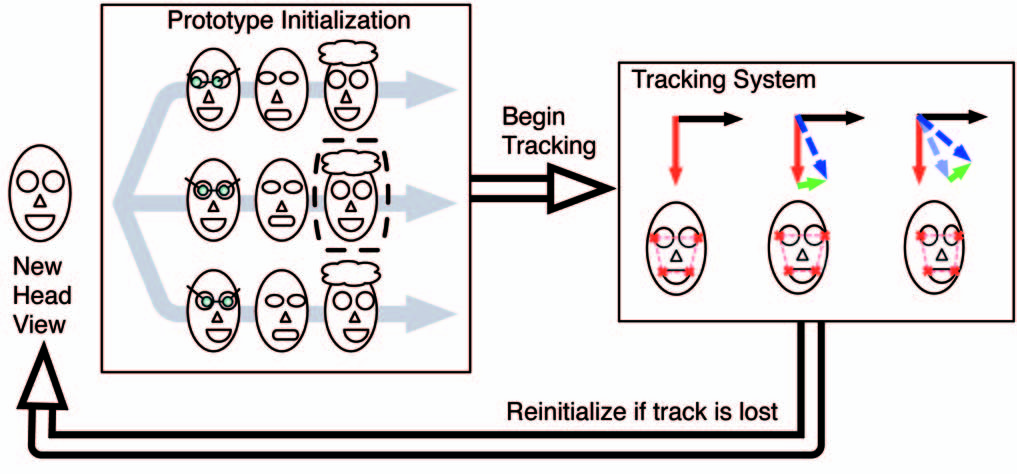 Prototype Initialization
Tracking System
Begin
Tracking
New
Head
View
Reinitialize if track is lost